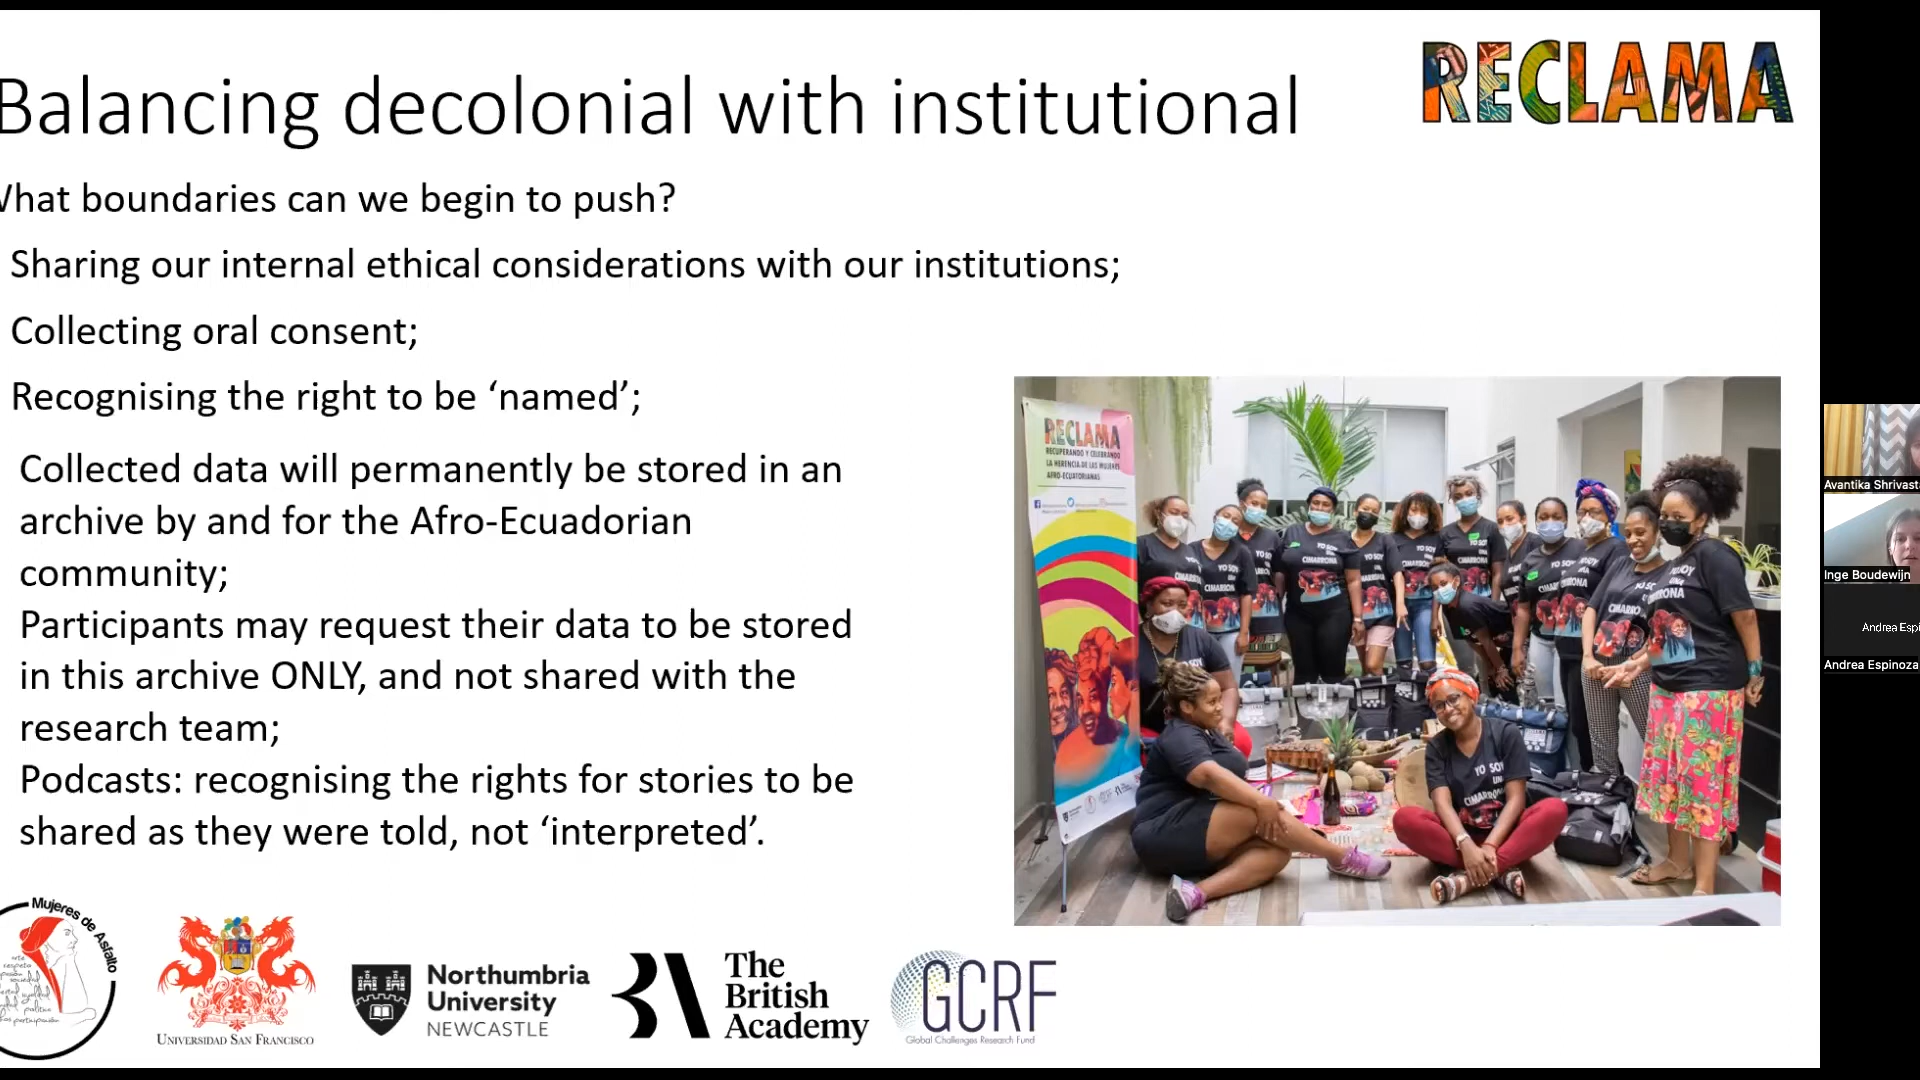 RECLAMA
Balancing decolonial with institutional
What boundaries can we begin to push?
Sharing our internal ethical considerations with our institutions;
Collecting oral consent;
Recognising the right to be ‘named’;
Collected data will permanently be stored in an
archive by and for the Afro-Ecuadorian
community;
Participants may request their data to be stored
in this archive ONLY, and not shared with the
research team;
Podcasts: recognising the rights for stories to be
shared as they were told, not ‘interpreted’.
RECLAMA
RECUPERANDO Y CELEBRANDO
LA HERENCIA DE LAS MUJERES
AFRO-ECUATORIANAS
YO SOY
UNA
CIMARRONA
Mujeres de Asfalto
UNIVERSIDAD SAN FRANCISCO
Northumbria
University
NEWCASTLE
The
British
Academy
GCRF
Global Challenges Research Fund
Avantika Shrivast
Inge Boudewijn
Andrea Espi
Andrea Espinoza